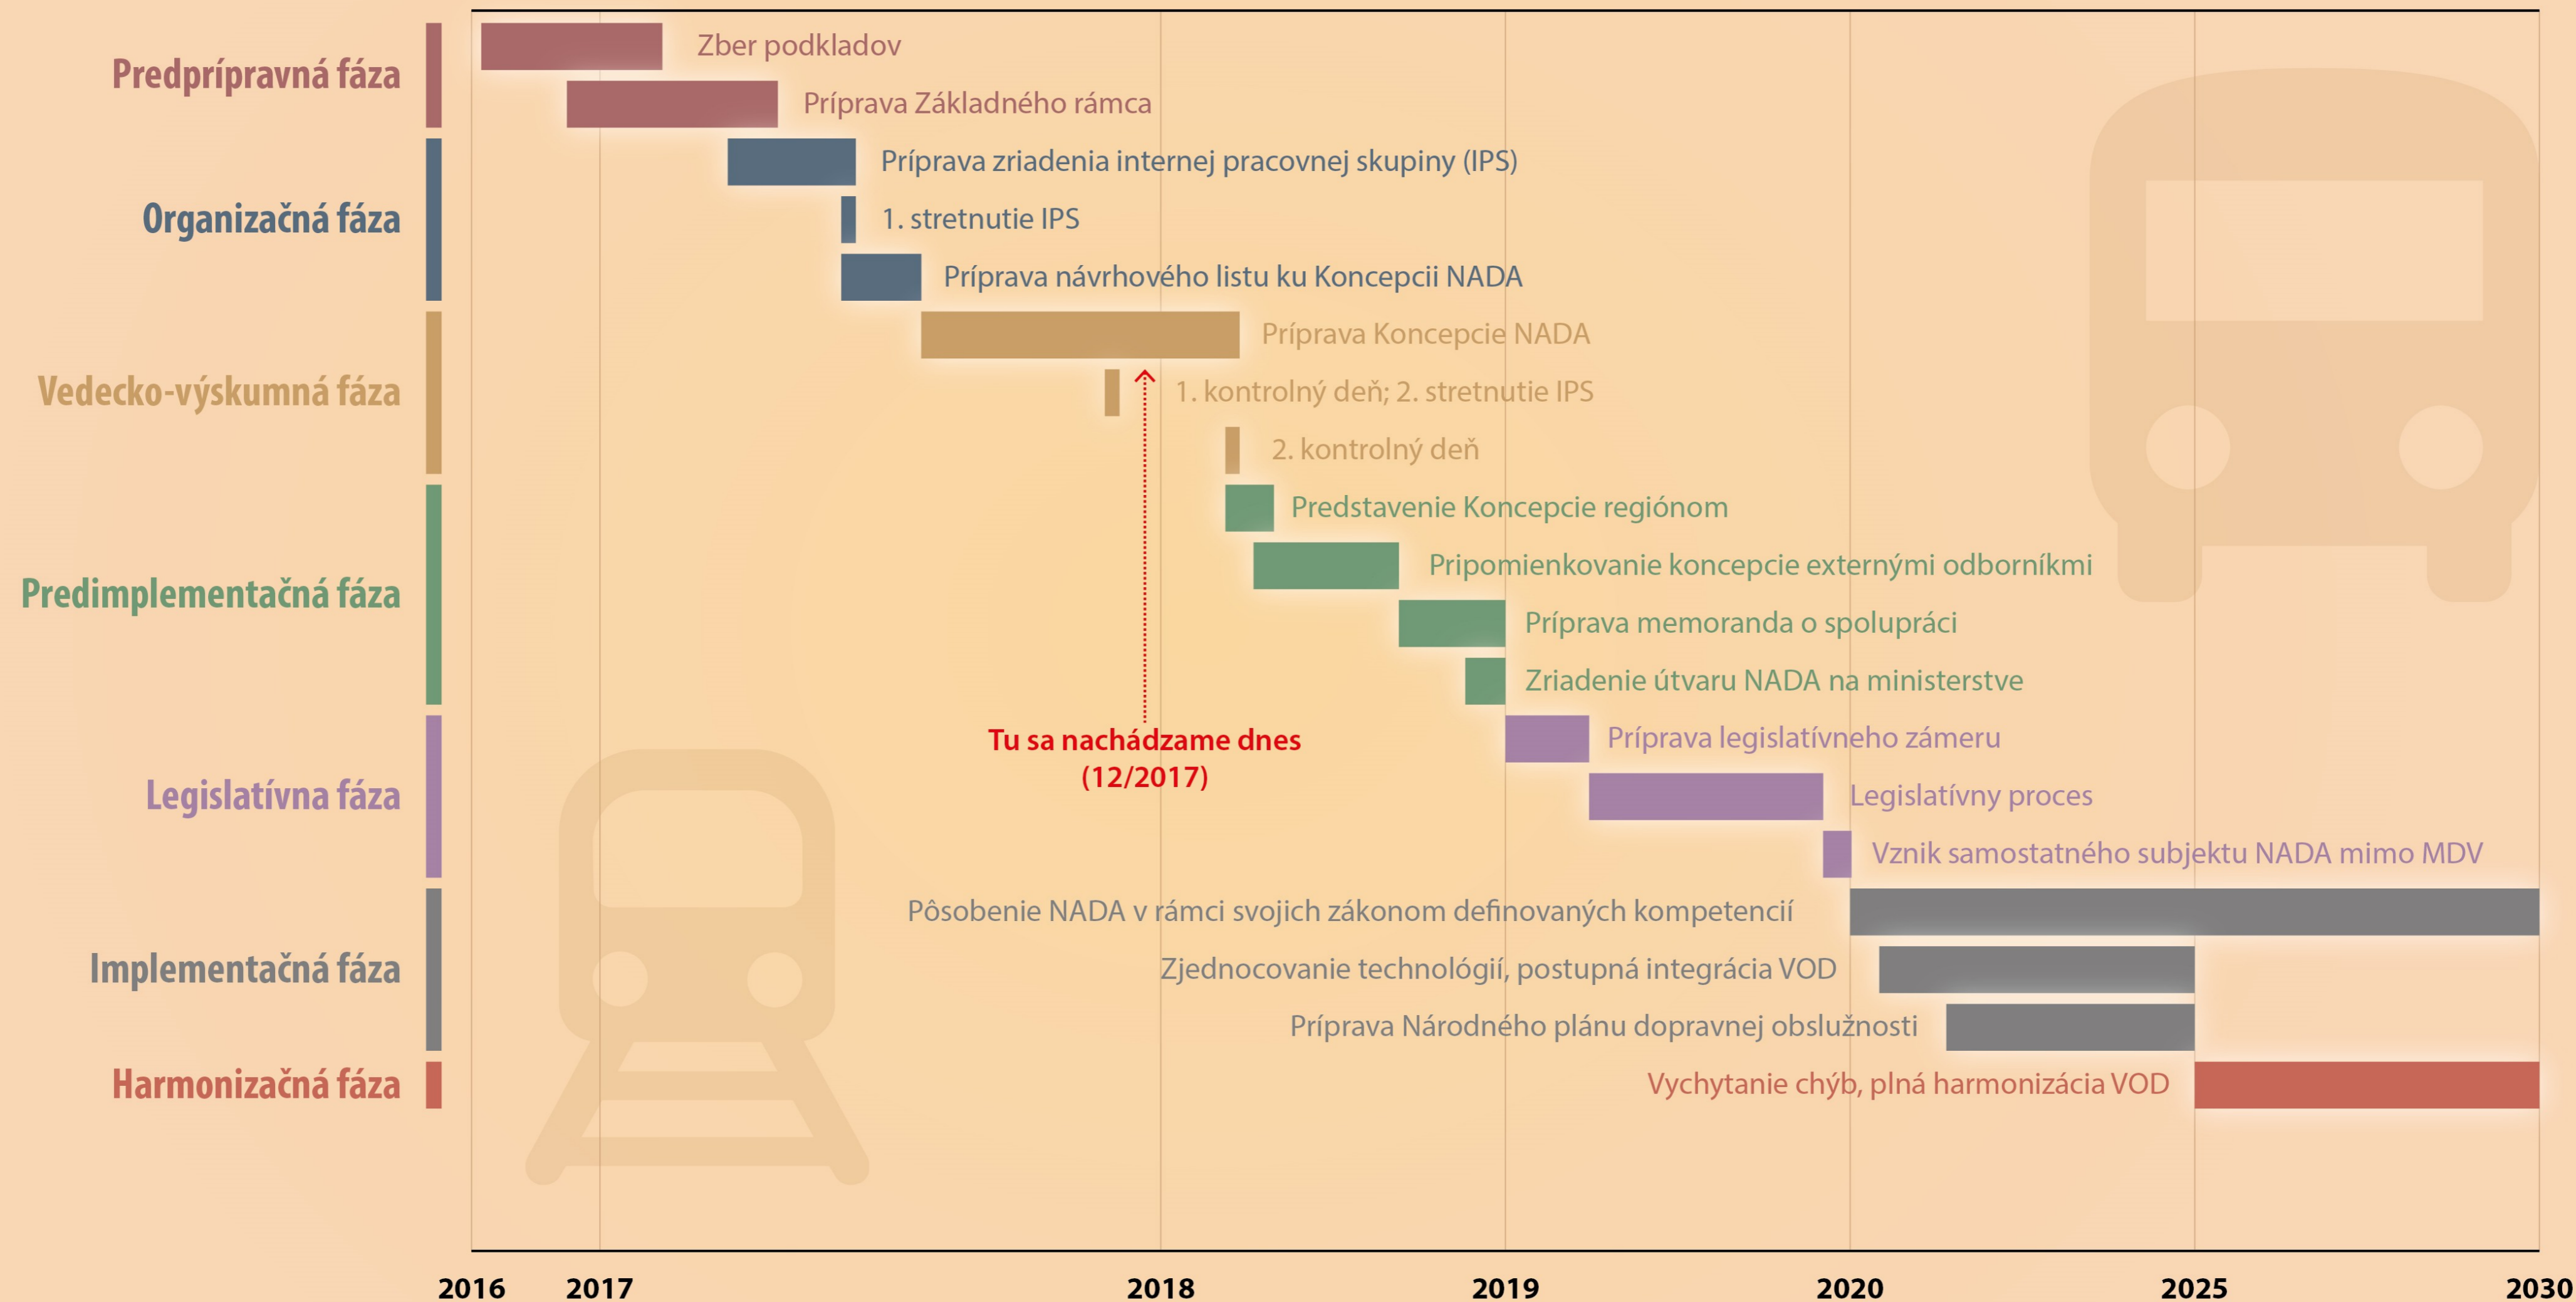 Predprípravná fáza
Zber podkladov
Príprava Základného rámca
Organizačná fáza
Príprava zriadenia internej pracovnej skupiny (IPS)
1. stretnutie IPS
Príprava návrhového listu ku Koncepcii NADA
Vedecko-výskumná fáza
Príprava Koncepcie NADA
1. kontrolný deň; 2. stretnutie IPS
2. kontrolný deň
Predimplementačná fáza
Predstavenie Koncepcie regiónom
Pripomienkovanie koncepcie externými odborníkmi
Príprava memoranda o spolupráci
Zriadenie útvaru NADA na ministerstve
Tu sa nachádzame dnes
(12/2017)
Legislatívna fáza
Príprava legislatívneho zámeru
Legislatívny proces
Vznik samostatného subjektu NADA mimo MDV
Implementačná fáza
Pôsobenie NADA v rámci svojich zákonom definovaných kompetencií
Zjednocovanie technológií, postupná integrácia VOD
Príprava Národného plánu dopravnej obslužnosti
Harmonizačná fáza
Vychytanie chýb, plná harmonizácia VOD
2016 2017 2018 2019 2020 2025 2030